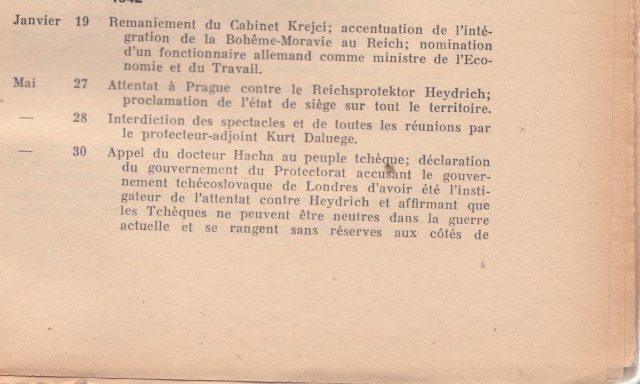 1942
Janvier 19 Remaniement du Cabinet Krejci; accentuation de l'inté-
gration de la Bohême-Moravie au Reich; nomination
d'un fonctionnaire allemand comme ministre de l'Eco-
nomie et du Travail.
Mai 27 Attentat à Prague contre le Reichsprotektor Heydrich;
proclamation de l'état de siège sur tout le territoire.
— 28 Interdiction des spectacles et de toutes les réunions par
le protecteur-adjoint Kurt Daluege.
— 30 Appel du docteur Hacha au peuple tchèque; déclaration
du gouvernement du Protectorat accusant le gouver-
nement tchécoslovaque de Londres d'avoir été l'insti-
gateur de l'attentat contre Heydrich et affirmant que
les Tchèques ne peuvent être neutres dans la guerre
actuelle et se rangent sans réserves aux côtés de